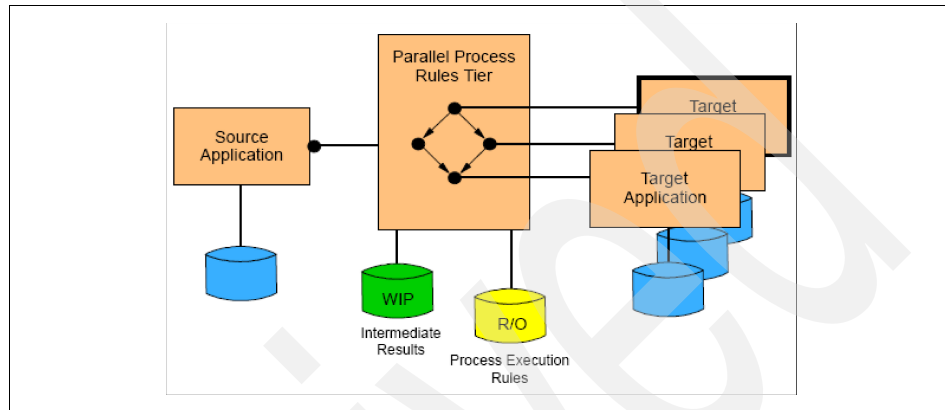 Parallel Process
Rules Tier
Source
Application
Target
Target
Target
Application
WIP
Intermediate
Results
R/O
Process Execution
Rules